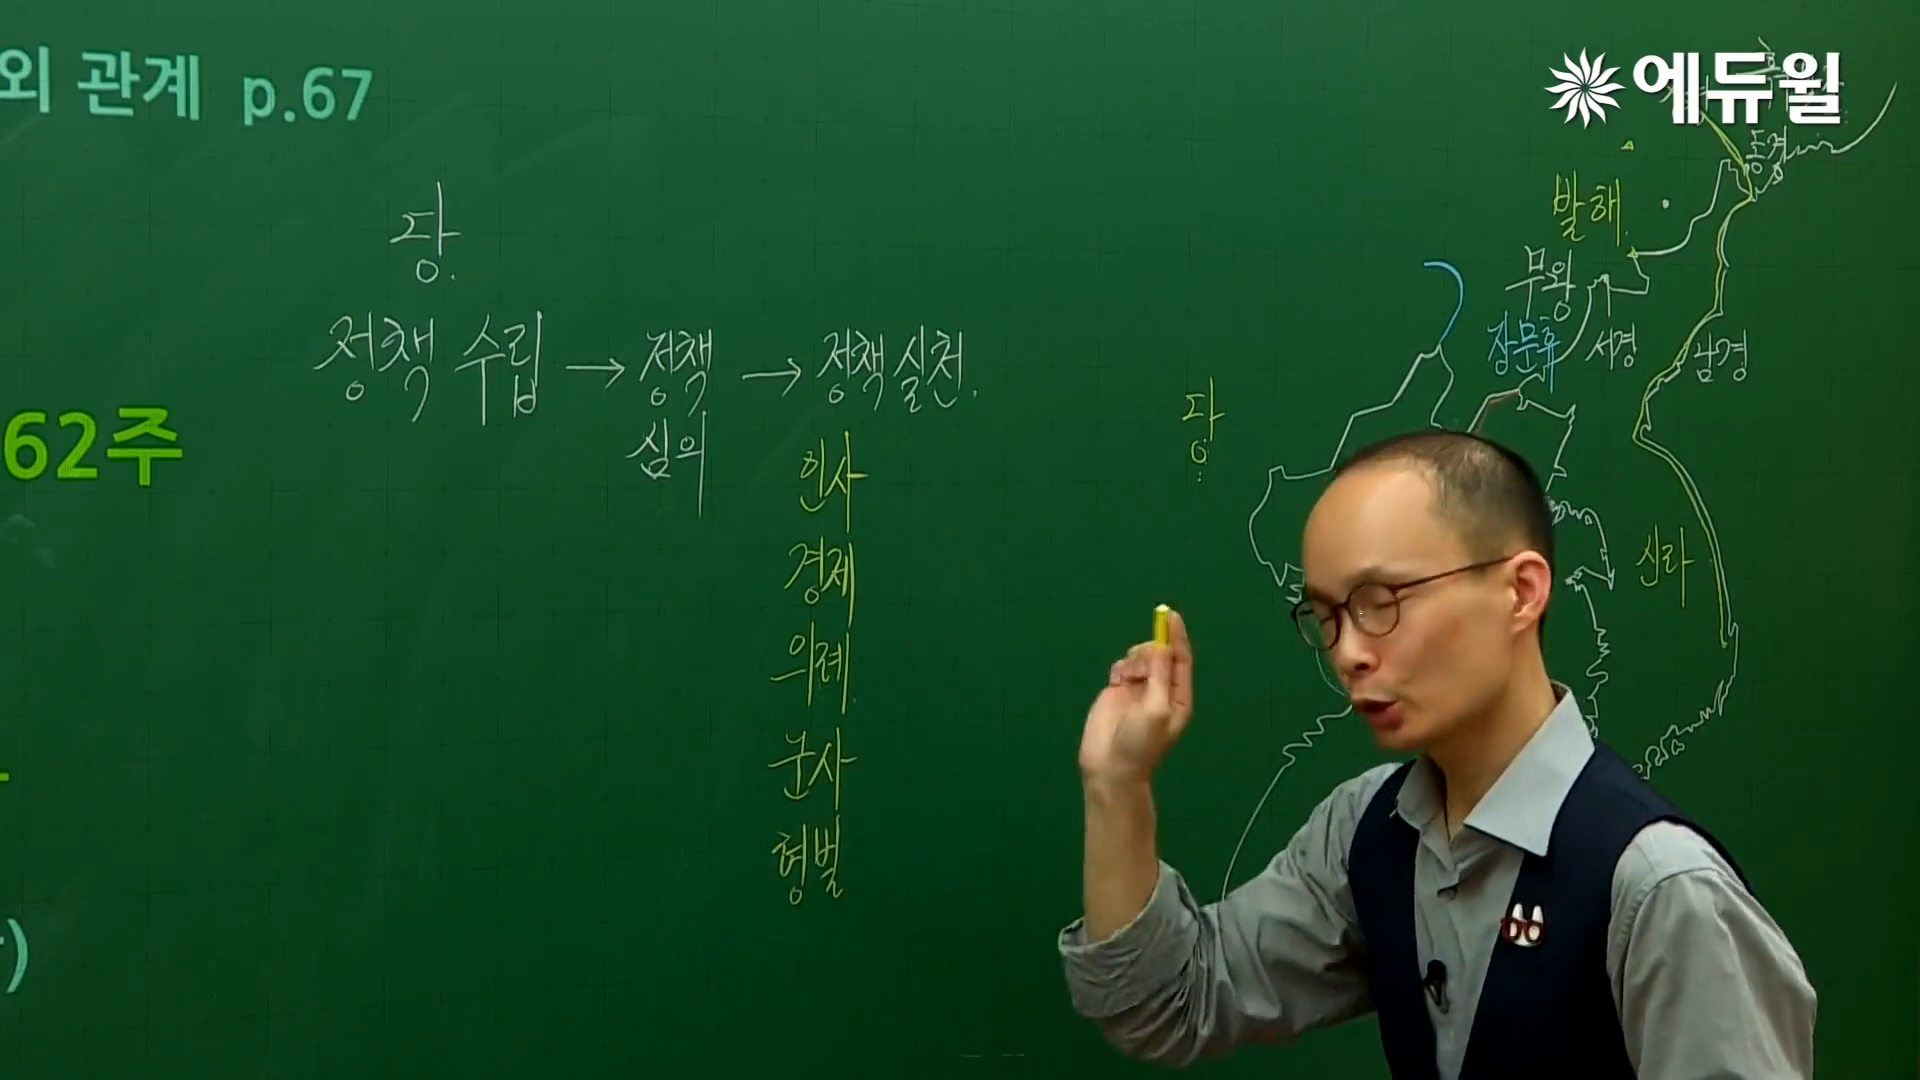 외 관계 p.67
에듀윌
동경
발해
당.
무왕
장문휴
서경
남경
정책 수립 → 정책 → 정책 실천.
심의
당
62주
인사
경제
신라
의례
군사
형벌
)